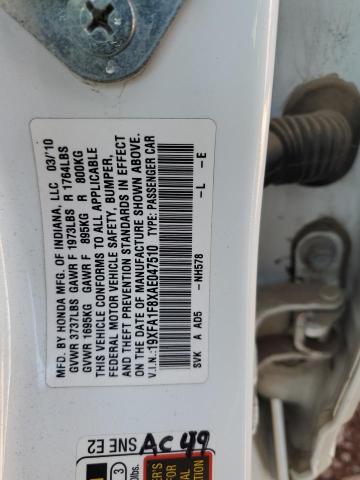 MFD. BY HONDA MFG. OF INDIANA, LLC 03/'10
GVWR 3737LBS GAWR F 1973LBS R 1764LBS
GVWR 1695KG GAWR F 895KG R 800KG
THIS VEHICLE CONFORMS TO ALL APPLICABLE
FEDERAL MOTOR VEHICLE SAFETY, BUMPER,
AND THEFT PREVENTION STANDARDS IN EFFECT
ON THE DATE OF MANUFACTURE SHOWN ABOVE.
V.I.N.: 19XFA1F8XAE047510 TYPE: PASSENGER CAR
SVK A AD5 -NH578 -L -E
SNE E2
AC 49